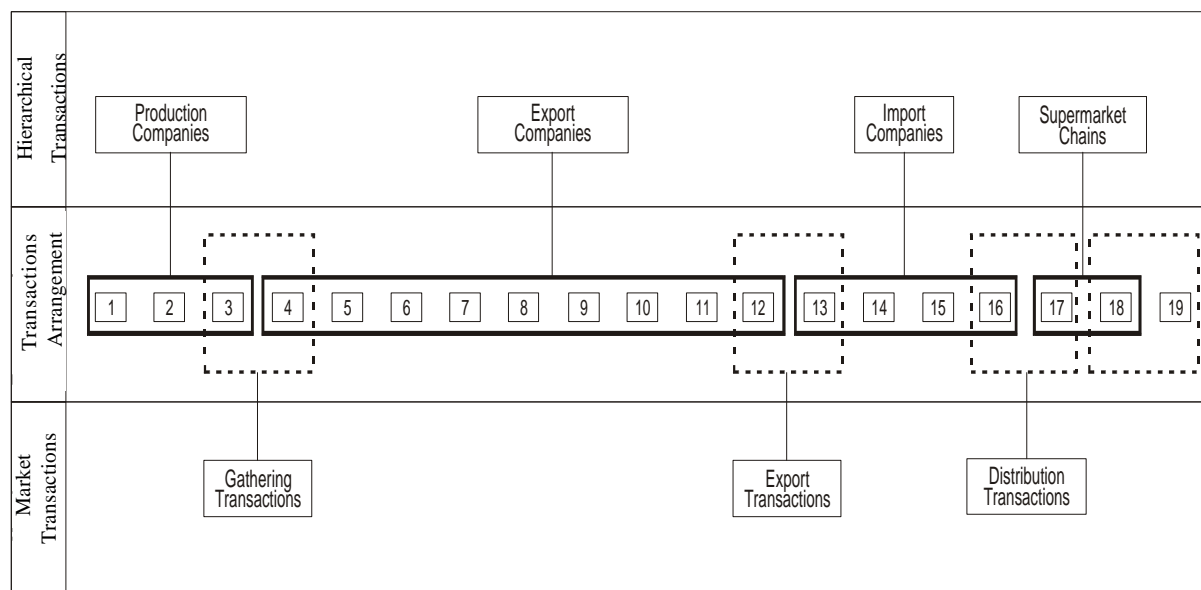 Hierarchical
Transactions
Production
Companies
Export
Companies
Import
Companies
Supermarket
Chains
Transactions
Arrangement
1 2 3 4 5 6 7 8 9 10 11 12 13 14 15 16 17 18 19
Market
Transactions
Gathering
Transactions
Export
Transactions
Distribution
Transactions